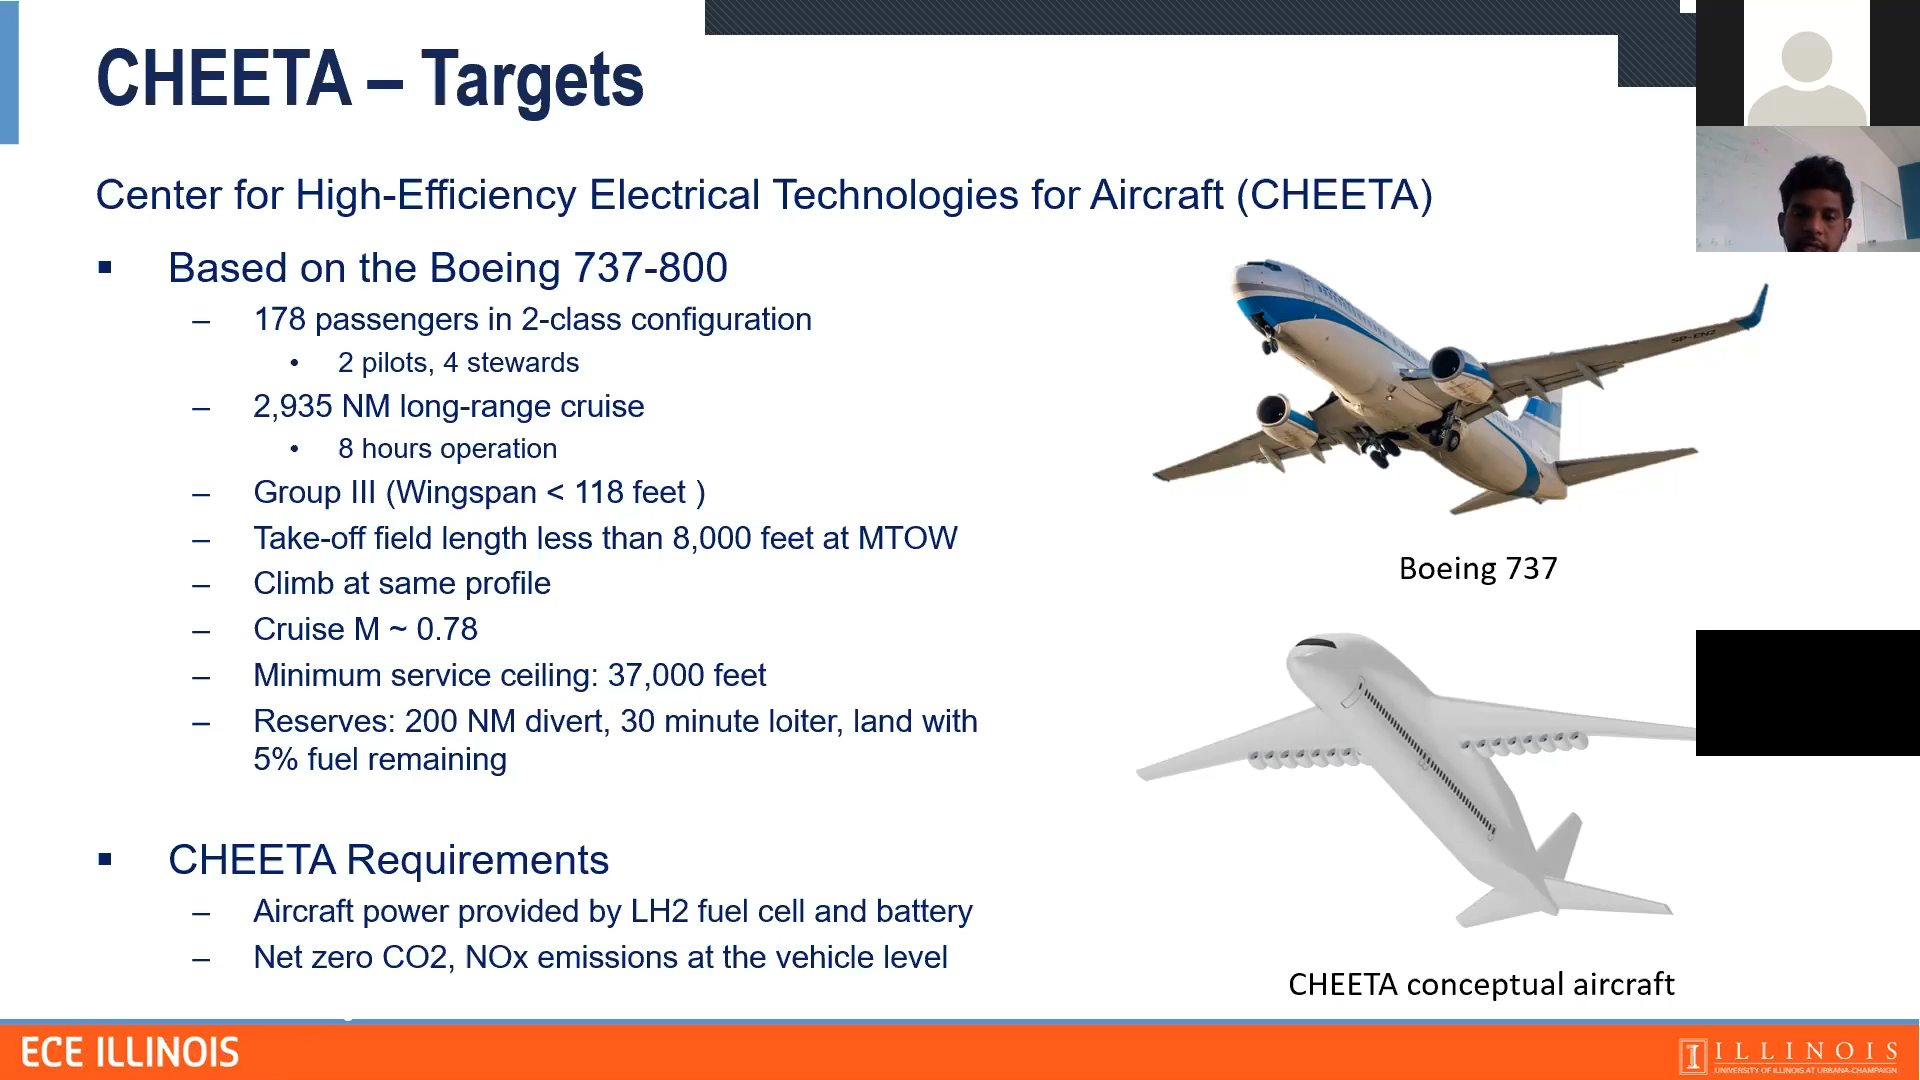 CHEETA – Targets
Center for High-Efficiency Electrical Technologies for Aircraft (CHEETA)
▪ Based on the Boeing 737-800
– 178 passengers in 2-class configuration
• 2 pilots, 4 stewards
– 2,935 NM long-range cruise
• 8 hours operation
– Group III (Wingspan < 118 feet )
– Take-off field length less than 8,000 feet at MTOW
– Climb at same profile
– Cruise M ~ 0.78
– Minimum service ceiling: 37,000 feet
– Reserves: 200 NM divert, 30 minute loiter, land with
5% fuel remaining
▪ CHEETA Requirements
– Aircraft power provided by LH2 fuel cell and battery
– Net zero CO2, NOx emissions at the vehicle level
SP-ENZ
Boeing 737
CHEETA conceptual aircraft
ECE ILLINOIS
I ILLINOIS
UNIVERSITY OF ILLINOIS AT URBANA-CHAMPAIGN